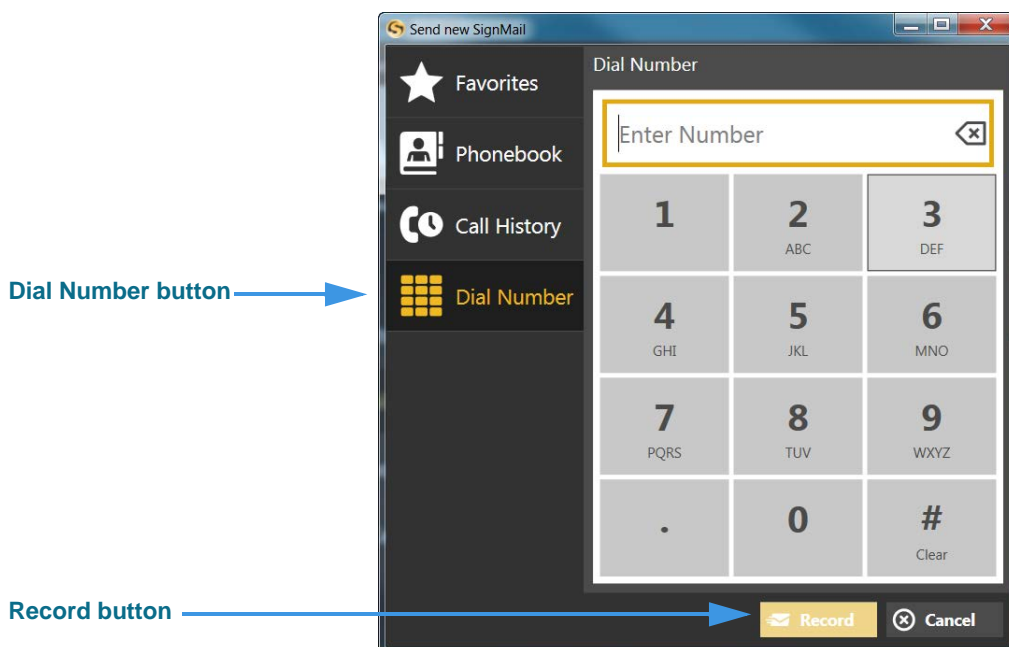 Send new SignMail
Favorites
Phonebook
Call History
Dial Number
Dial Number
Enter Number
1
2
ABC
3
DEF
4
GHI
5
JKL
6
MNO
7
PQRS
8
TUV
9
WXYZ
.
0
#
Clear
Record
Cancel
Dial Number button
Record button